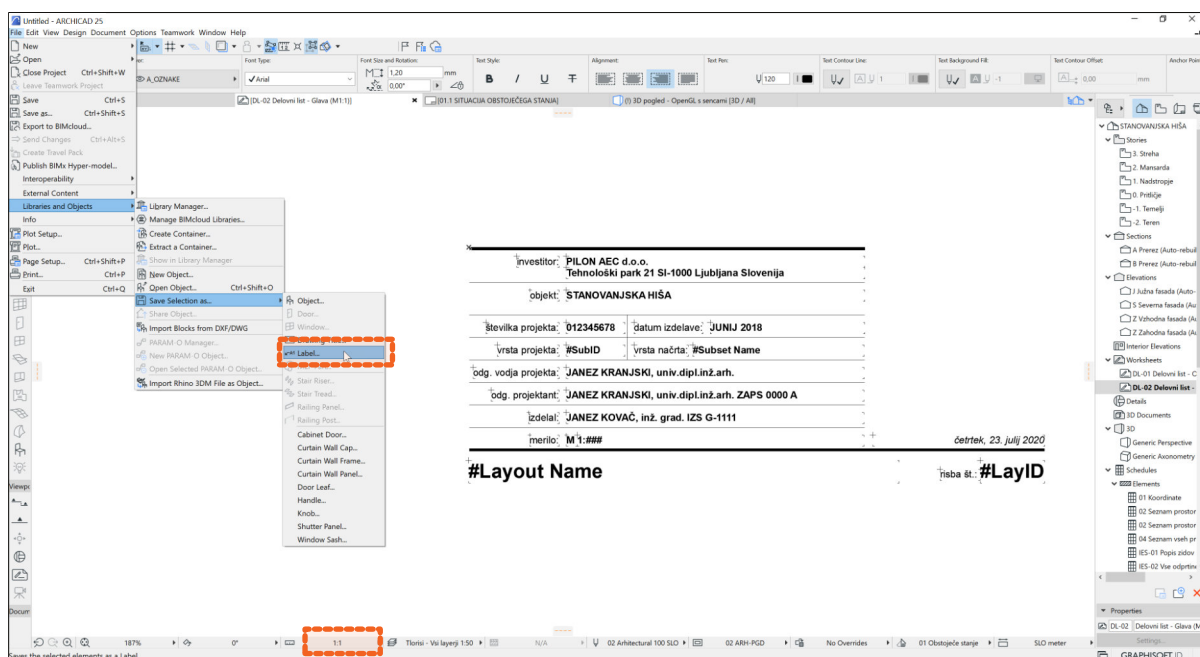 Untitled - ARCHICAD 25
File Edit View Design Document Options Teamwork Window Help
New
Open
Close Project Ctrl+Shift+W
Leave Teamwork Project
Save Ctrl+S
Save as... Ctrl+Shift+S
Export to BIMcloud...
Send Changes Ctrl+Alt+S
Create Travel Pack
Publish BIMx Hyper-model...
Interoperability
External Content
Libraries and Objects
Info
Plot Setup...
Plot...
Page Setup... Ctrl+Shift+P
Print... Ctrl+P
Exit Ctrl+Q
Library Manager...
Manage BIMcloud Libraries...
Create Container...
Extract a Container...
Show in Library Manager
New Object...
Open Object... Ctrl+Shift+O
Save Selection as...
Share Object...
Import Blocks from DXF/DWG
PARAM-O Manager...
New PARAM-O Object...
Open Selected PARAM-O Object...
Import Rhino 3DM File as Object...
Object...
Door...
Window...
Label...
Stair Riser...
Stair Tread...
Railing Panel...
Railing Post...
Cabinet Door...
Curtain Wall Cap...
Curtain Wall Frame...
Curtain Wall Panel...
Door Leaf...
Handle...
Knob...
Shutter Panel...
Window Sash...
A_OZNAKE
Font Type:
Arial
Font Size and Rotation:
1,20 mm
0,00°
Text Style:
B I U T
Alignment:
Text Pen:
120
Text Contour Line:
1
Text Background Fill:
-1
Text Contour Offset:
0,00 mm
Anchor Poin
[DL-02 Delovni list - Glava (M1:1)]
[01.1 SITUACIJA OBSTOJEČEGA STANJA]
(!) 3D pogled - OpenGL s sencami [3D / All]
investitor: PILON AEC d.o.o.
Tehnološki park 21 SI-1000 Ljubljana Slovenija
objekt: STANOVANJSKA HIŠA
številka projekta: 012345678 datum izdelave: JUNIJ 2018
vrsta projekta: #SubID vrsta načrta: #Subset Name
odg. vodja projekta: JANEZ KRANJSKI, univ.dipl.inž.arh.
odg. projektant: JANEZ KRANJSKI, univ.dipl.inž.arh. ZAPS 0000 A
izdelal: JANEZ KOVAČ, inž. grad. IZS G-1111
merilo: M 1:### četrtek, 23. julij 2020
#Layout Name risba št.: #LayID
STANOVANJSKA HIŠA
Stories
3. Streha
2. Mansarda
1. Nadstropje
0. Pritličje
-1. Temelji
-2. Teren
Sections
A Prerez (Auto-rebuil
B Prerez (Auto-rebuil
Elevations
J Južna fasada (Auto-
S Severna fasada (Au
Z Vzhodna fasada (Au
Z Zahodna fasada (Au
Interior Elevations
Worksheets
DL-01 Delovni list - C
DL-02 Delovni list -
Details
3D Documents
3D
Generic Perspective
Generic Axonometry
Schedules
Elements
01 Koordinate
02 Seznam prostor
02 Seznam prostor
04 Seznam vseh pr
IES-01 Popis zidov
IES-02 Vse odprtine
Properties
DL-02 Delovni list - Glava (M
Settings...
GRAPHISOFT ID
Viewpo
Docum
187% 0° 1:1 Tlorisi - Vsi layerji 1:50 N/A 02 Arhitectural 100 SLO 02 ARH-PGD No Overrides 01 Obstoječe stanje SLO meter
Saves the selected elements as a Label